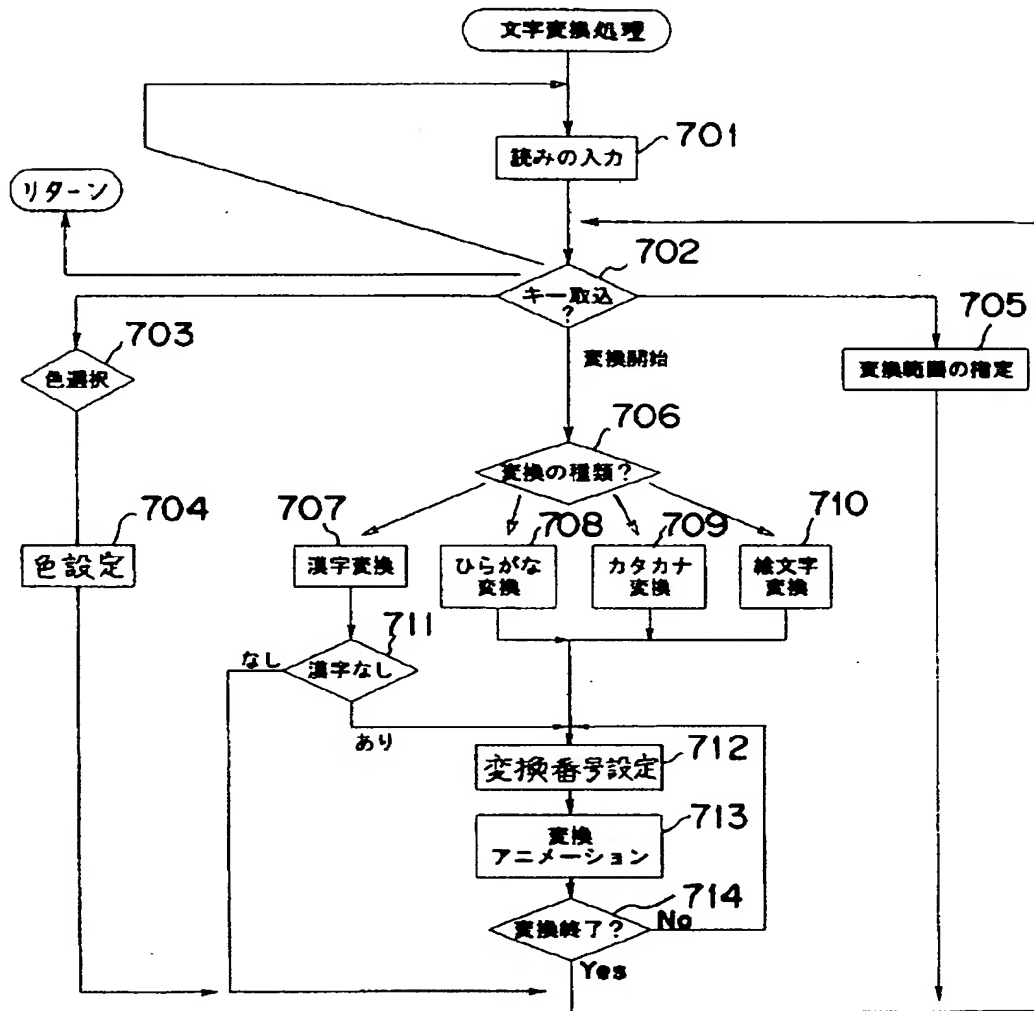 文字変換処理
701
読みの入力
リターン
702
キー取込
?
703
色選択
変換開始
705
変換範囲の指定
706
変換の種類?
704
色設定
707
漢字変換
708
ひらがな
変換
709
カタカナ
変換
710
絵文字
変換
711
なし
漢字なし
あり
712
変換番号設定
713
変換
アニメーション
714
変換終了?
No
Yes